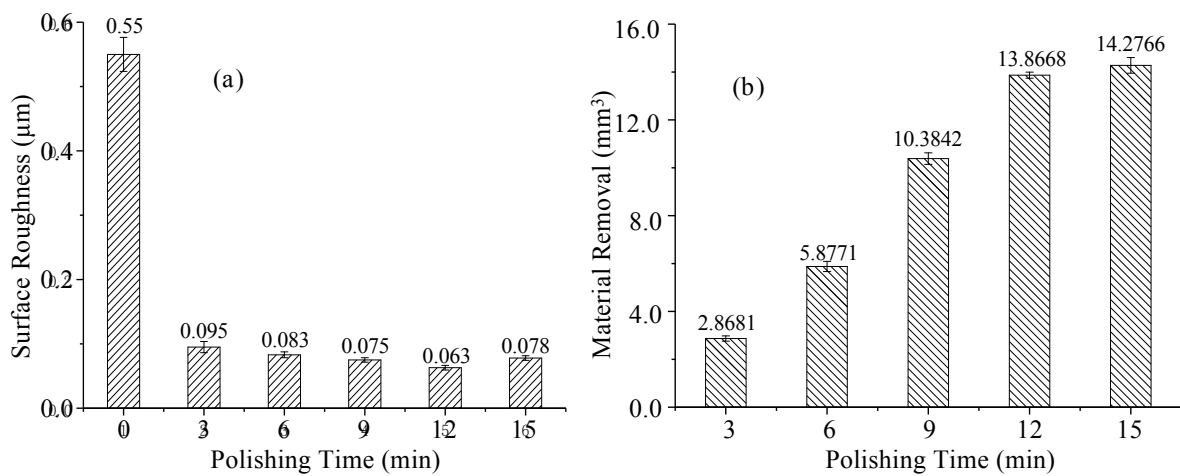 0.6
0.55
(a)
Surface Roughness (μm)
0.4
0.2
0.095
0.083
0.075
0.063
0.078
0.0
0 3 6 9 12 15
Polishing Time (min)
16.0
14.2766
13.8668
(b)
Material Removal (mm³)
12.0
10.3842
8.0
5.8771
4.0
2.8681
0.0
3 6 9 12 15
Polishing Time (min)